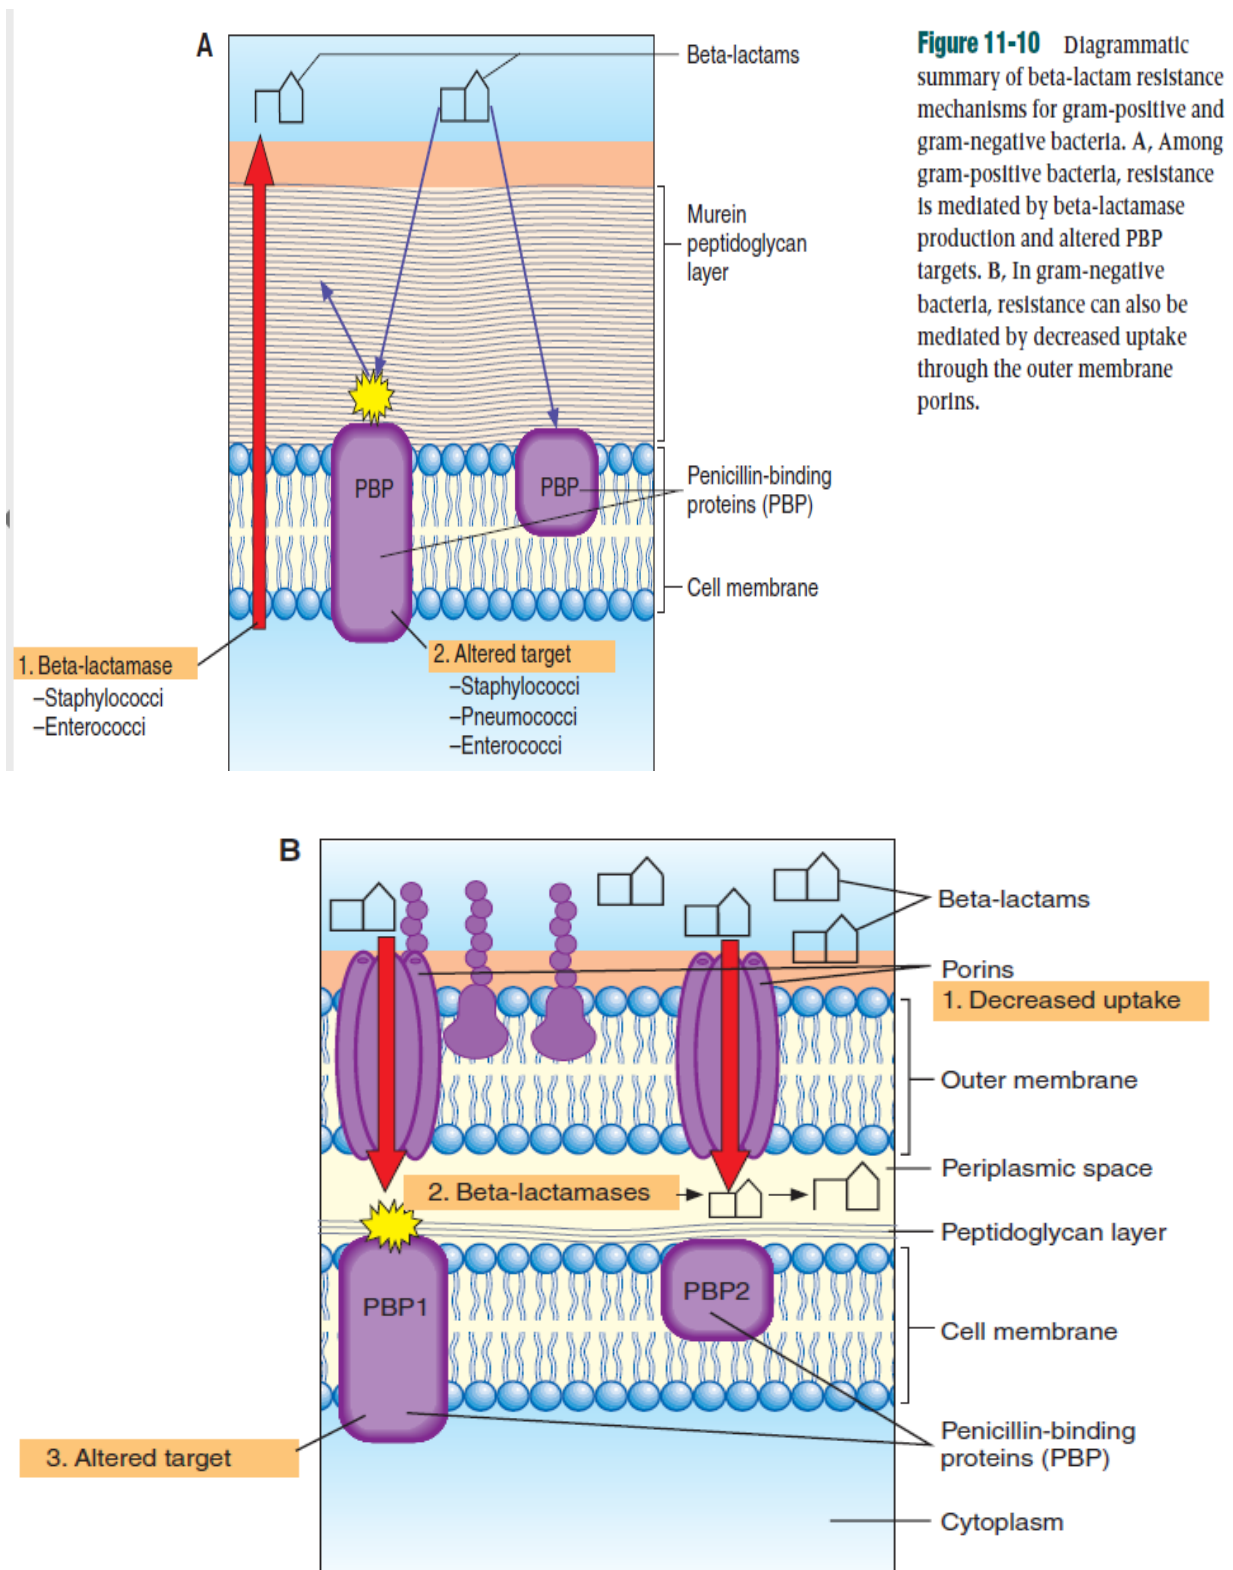 A
Beta-lactams
Figure 11-10 Diagrammatic
summary of beta-lactam resistance
mechanisms for gram-positive and
gram-negative bacteria. A, Among
gram-positive bacteria, resistance
is mediated by beta-lactamase
production and altered PBP
targets. B, In gram-negative
bacteria, resistance can also be
mediated by decreased uptake
through the outer membrane
porins.
Murein
peptidoglycan
layer
PBP
PBP
Penicillin-binding
proteins (PBP)
Cell membrane
1. Beta-lactamase
–Staphylococci
–Enterococci
2. Altered target
–Staphylococci
–Pneumococci
–Enterococci
B
Beta-lactams
Porins
1. Decreased uptake
Outer membrane
Periplasmic space
2. Beta-lactamases
Peptidoglycan layer
PBP1
PBP2
Cell membrane
Penicillin-binding
proteins (PBP)
3. Altered target
Cytoplasm